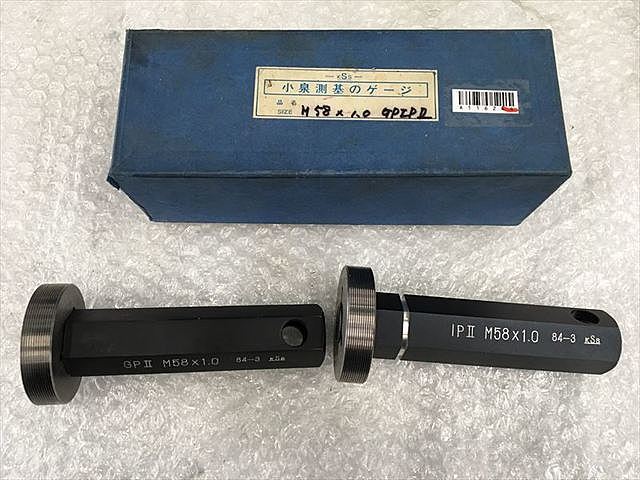 —KSs—
小泉測基のゲージ
品名
SIZE M58×1.0 GPIPⅡ
A1162
GPⅡ M58×1.0 84-3 KSs
IPⅡ M58×1.0 84-3 KSs